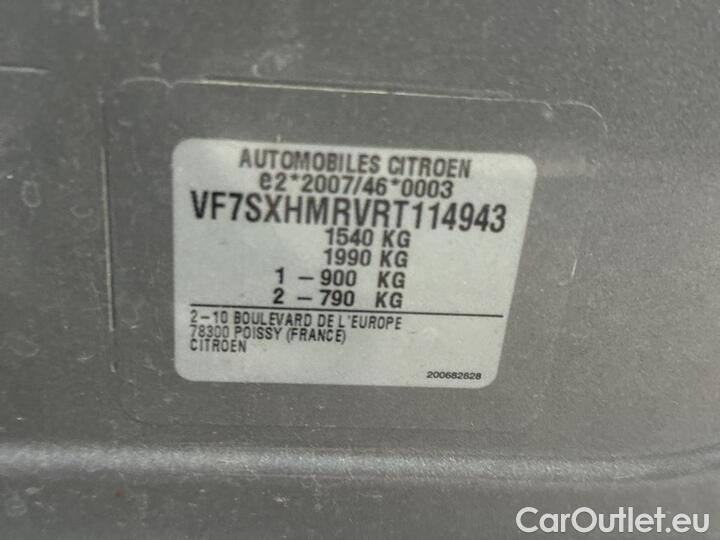 AUTOMOBILES CITROEN
e2*2007/46*0003
VF7SXHMRVRT114943
1540 KG
1990 KG
1 - 900 KG
2 - 790 KG
2-10 BOULEVARD DE L'EUROPE
78300 POISSY (FRANCE)
CITROEN
200682628
CarOutlet.eu